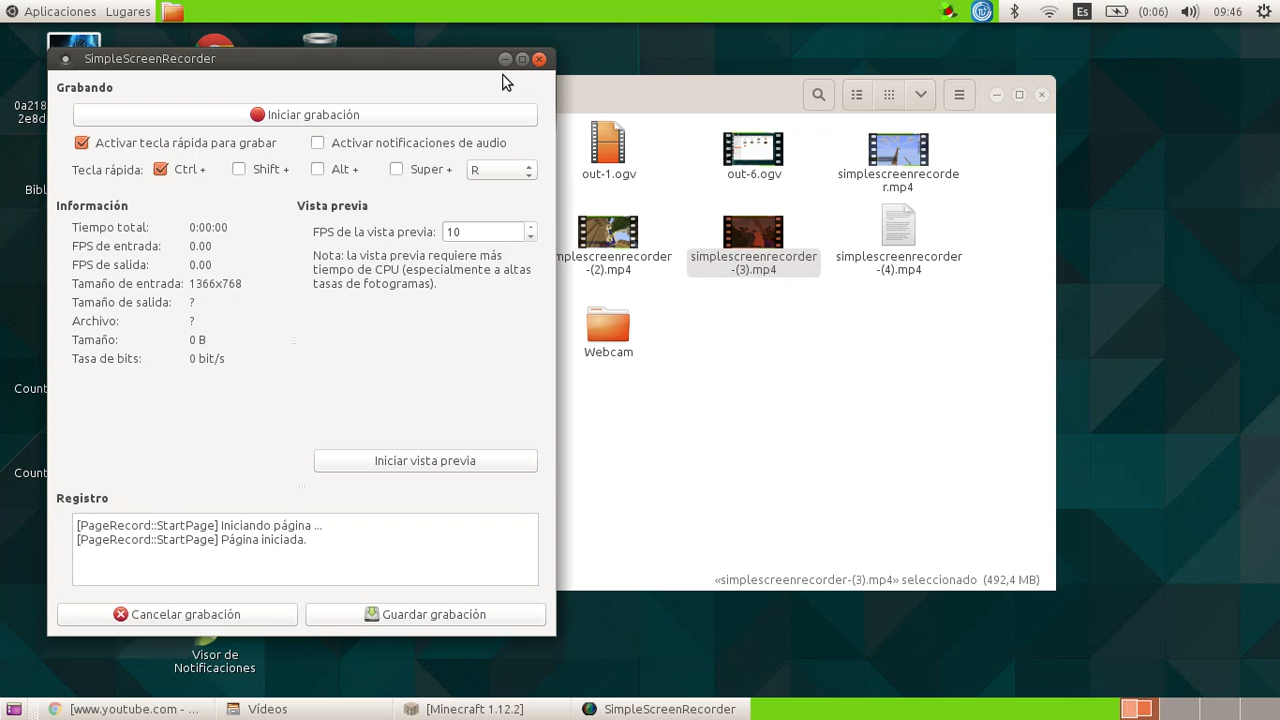 Aplicaciones Lugares Es (0:06) 09:46
0a218
2e8d
Bibl
Count
Count
Visor de
Notificaciones
SimpleScreenRecorder
Grabando
Iniciar grabación
Activar tecla rápida para grabar Activar notificaciones de audio
Tecla rápida: Ctrl + Shift + Alt + Super + R
Información
Tiempo total: 0:00:00
FPS de entrada: 0.00
FPS de salida: 0.00
Tamaño de entrada: 1366x768
Tamaño de salida: ?
Archivo: ?
Tamaño: 0 B
Tasa de bits: 0 bit/s
Vista previa
FPS de la vista previa: 10
Nota: la vista previa requiere más
tiempo de CPU (especialmente a altas
tasas de fotogramas).
Iniciar vista previa
Registro
[PageRecord::StartPage] Iniciando página ...
[PageRecord::StartPage] Página iniciada.
Cancelar grabación Guardar grabación
out-1.ogv
out-6.ogv
simplescreenrecorde
r.mp4
mplescreenrecorder
-(2).mp4
simplescreenrecorder
-(3).mp4
simplescreenrecorder
-(4).mp4
Webcam
«simplescreenrecorder-(3).mp4» seleccionado (492,4 MB)
[www.youtube.com - ... Vídeos [Minecraft 1.12.2] SimpleScreenRecorder